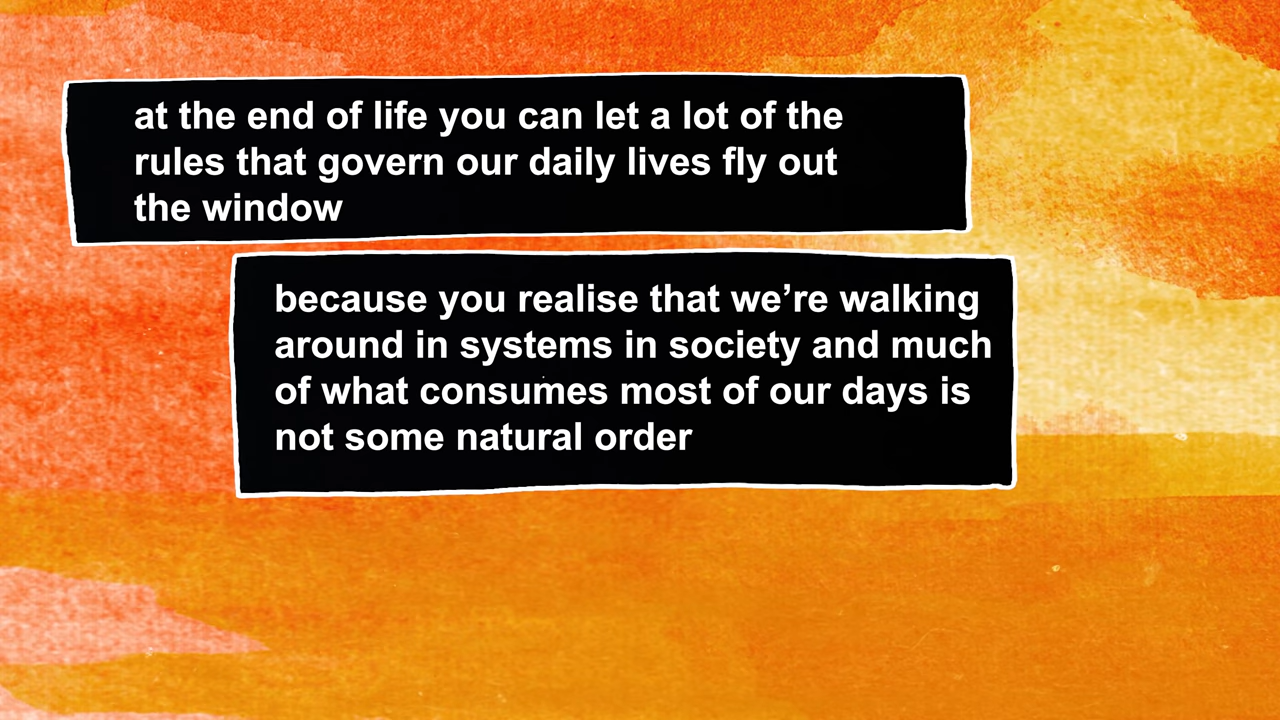 at the end of life you can let a lot of the
rules that govern our daily lives fly out
the window
because you realise that we’re walking
around in systems in society and much
of what consumes most of our days is
not some natural order